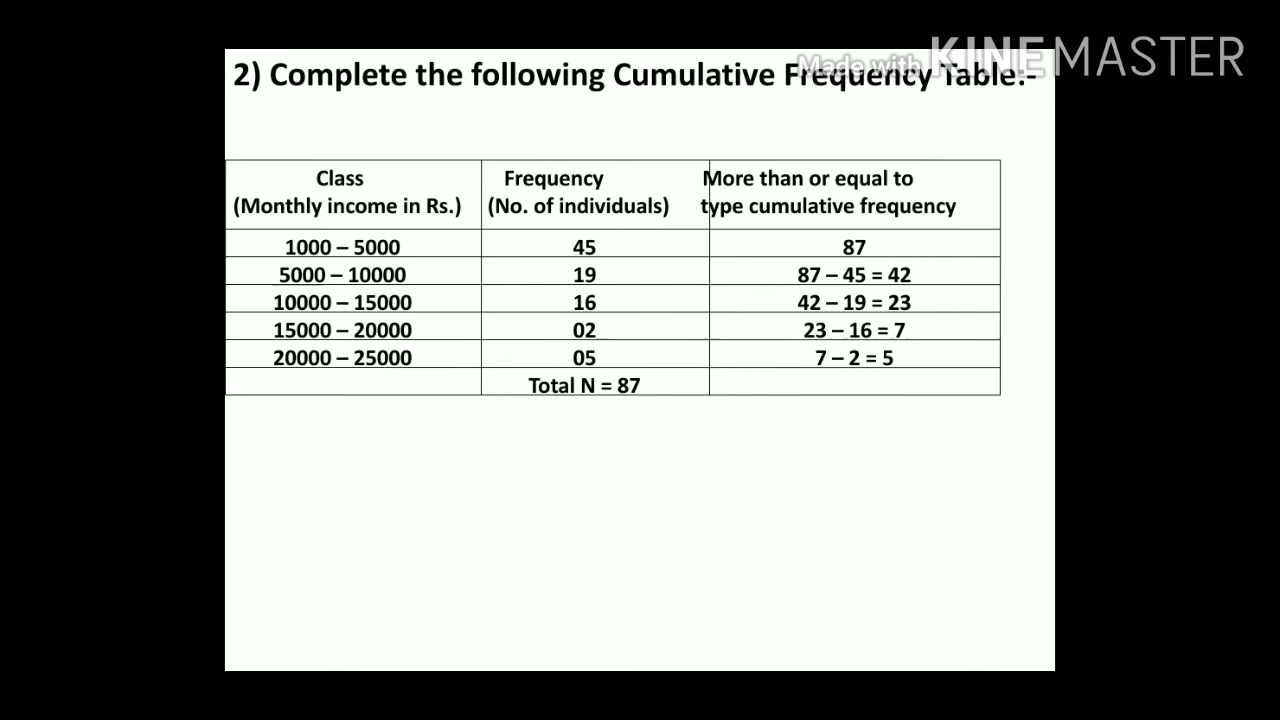 Made with KINEMASTER
2) Complete the following Cumulative Frequency Table:-
Class Frequency More than or equal to
(Monthly income in Rs.) (No. of individuals) type cumulative frequency
1000 – 5000 45 87
5000 – 10000 19 87 – 45 = 42
10000 – 15000 16 42 – 19 = 23
15000 – 20000 02 23 – 16 = 7
20000 – 25000 05 7 – 2 = 5
Total N = 87